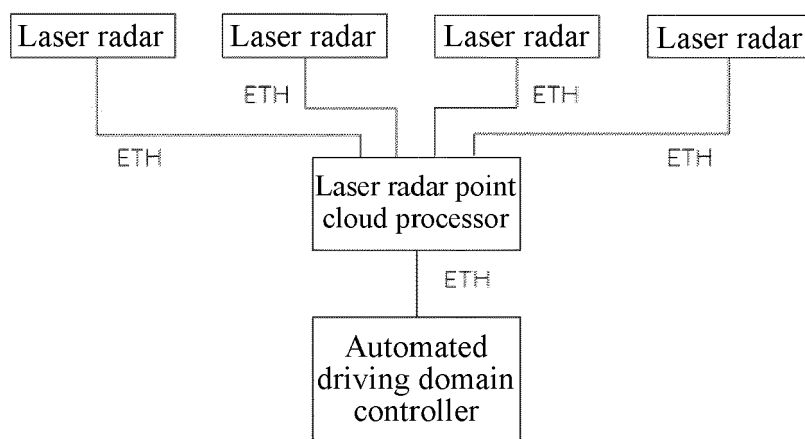 Laser radar
Laser radar
Laser radar
Laser radar
ETH
ETH
ETH
ETH
Laser radar point
cloud processor
ETH
Automated
driving domain
controller